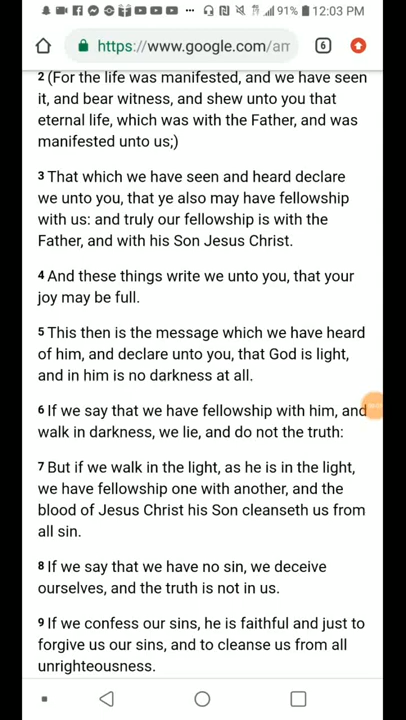 91% 12:03 PM
https://www.google.com/am
6
2 (For the life was manifested, and we have seen
it, and bear witness, and shew unto you that
eternal life, which was with the Father, and was
manifested unto us;)
3 That which we have seen and heard declare
we unto you, that ye also may have fellowship
with us: and truly our fellowship is with the
Father, and with his Son Jesus Christ.
4 And these things write we unto you, that your
joy may be full.
5 This then is the message which we have heard
of him, and declare unto you, that God is light,
and in him is no darkness at all.
6 If we say that we have fellowship with him, and
walk in darkness, we lie, and do not the truth:
7 But if we walk in the light, as he is in the light,
we have fellowship one with another, and the
blood of Jesus Christ his Son cleanseth us from
all sin.
8 If we say that we have no sin, we deceive
ourselves, and the truth is not in us.
9 If we confess our sins, he is faithful and just to
forgive us our sins, and to cleanse us from all
unrighteousness.